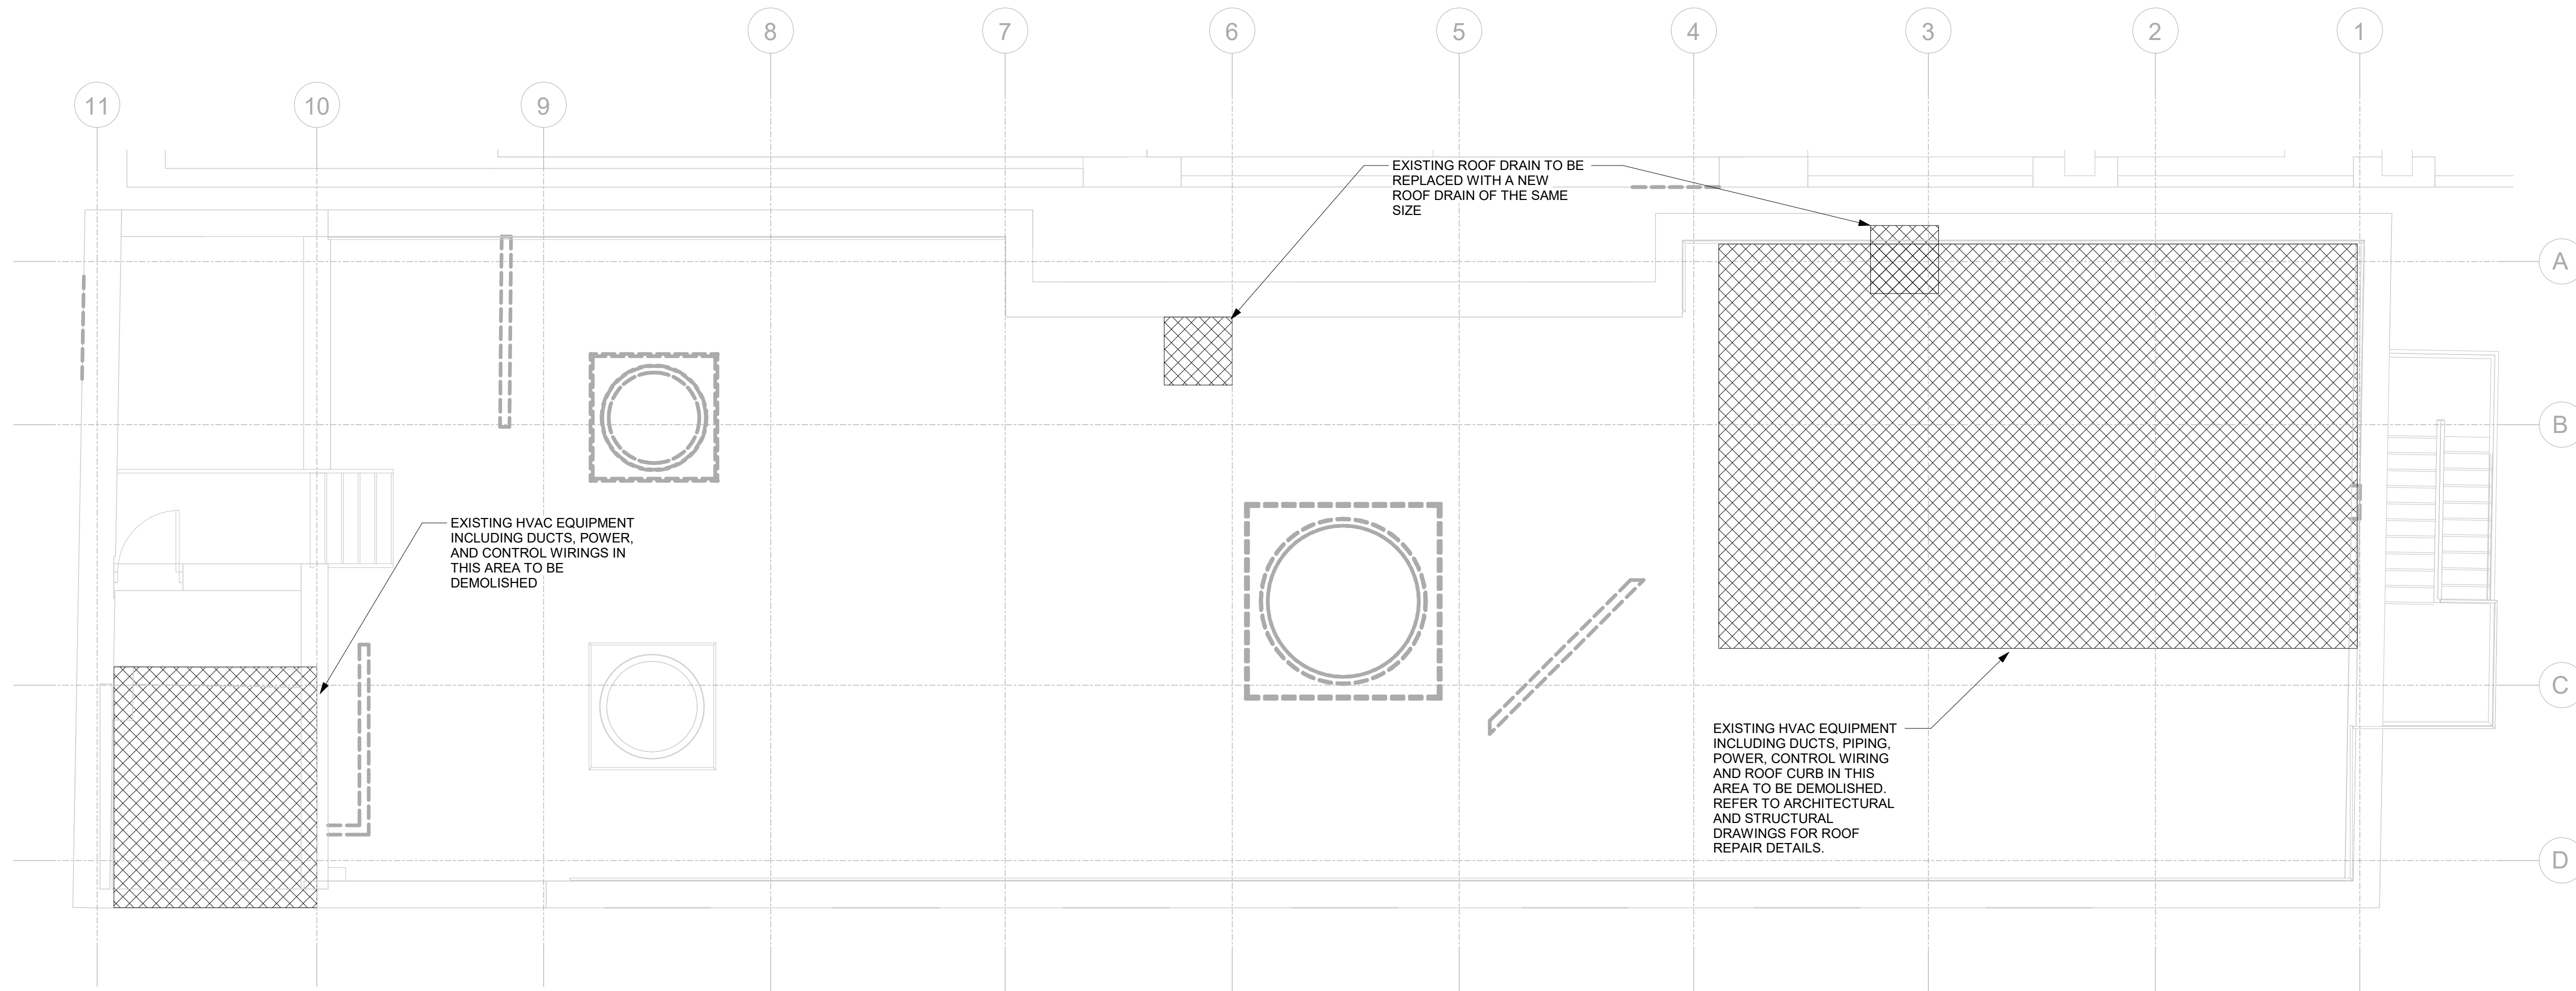 8
7
6
5
4
3
2
1
11
10
9
EXISTING ROOF DRAIN TO BE
REPLACED WITH A NEW
ROOF DRAIN OF THE SAME
SIZE
A
B
EXISTING HVAC EQUIPMENT
INCLUDING DUCTS, POWER,
AND CONTROL WIRINGS IN
THIS AREA TO BE
DEMOLISHED
C
EXISTING HVAC EQUIPMENT
INCLUDING DUCTS, PIPING,
POWER, CONTROL WIRING
AND ROOF CURB IN THIS
AREA TO BE DEMOLISHED.
REFER TO ARCHITECTURAL
AND STRUCTURAL
DRAWINGS FOR ROOF
REPAIR DETAILS.
D